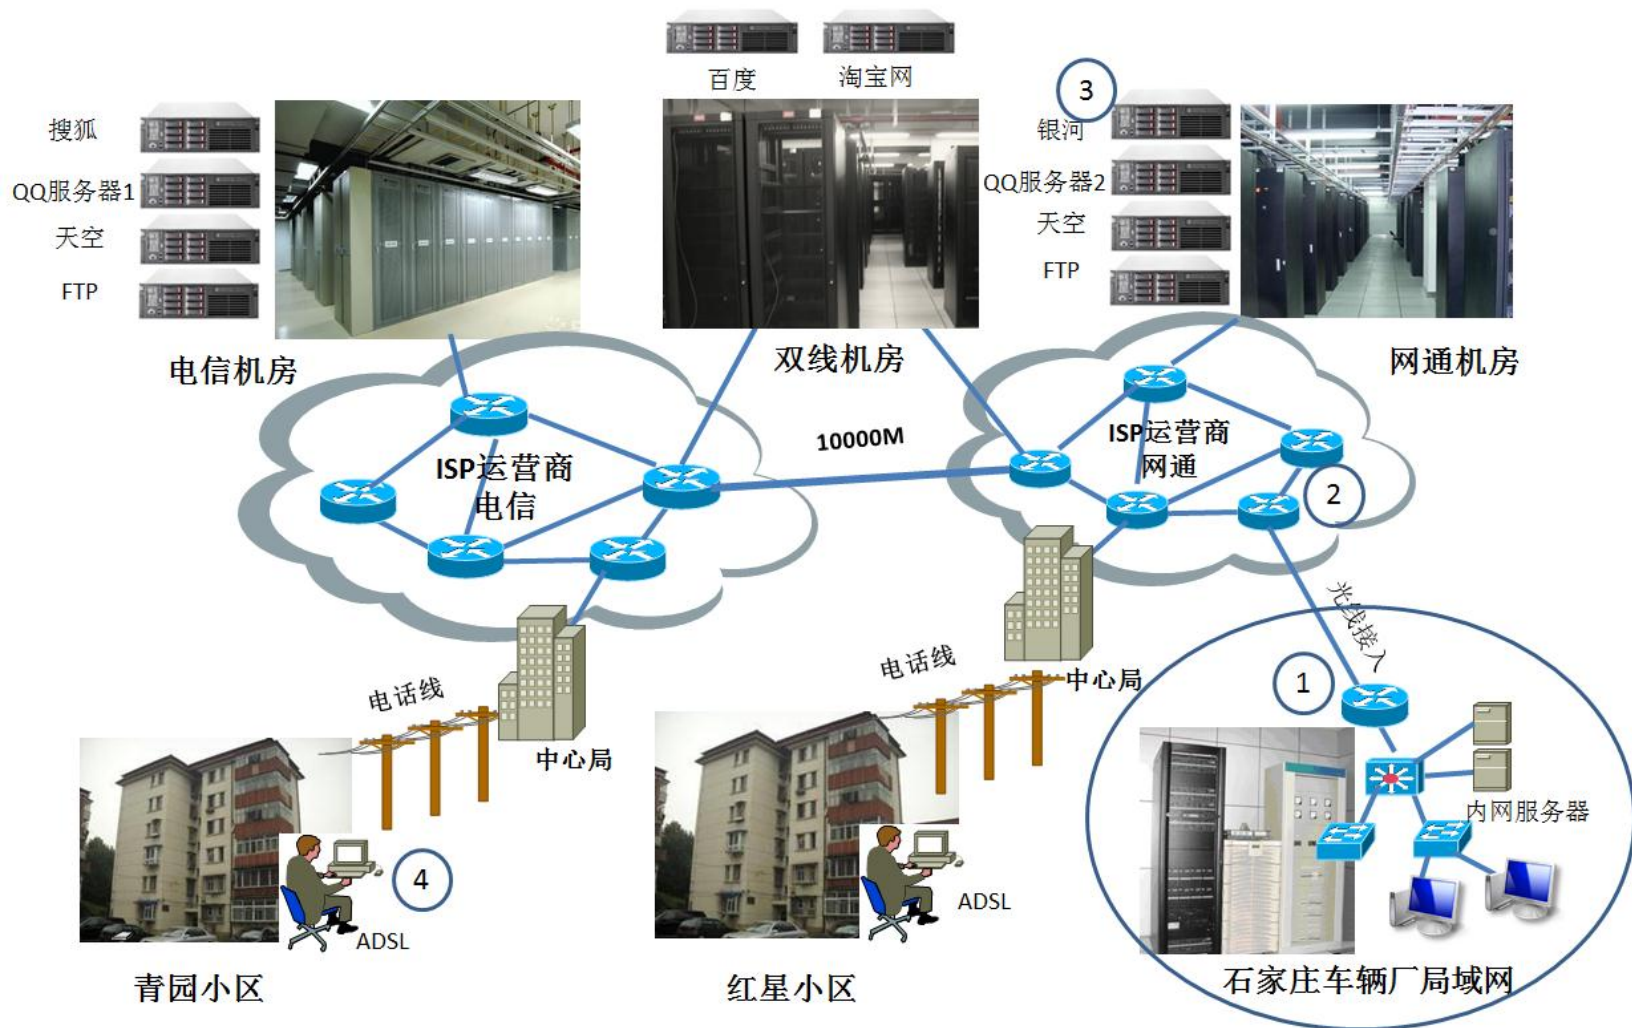 百度
淘宝网
3
搜狐
银河
QQ服务器1
QQ服务器2
天空
天空
FTP
FTP
电信机房
双线机房
网通机房
10000M
ISP运营商
电信
ISP运营商
网通
2
光线接入
1
电话线
电话线
中心局
中心局
内网服务器
4
ADSL
ADSL
青园小区
红星小区
石家庄车辆厂局域网